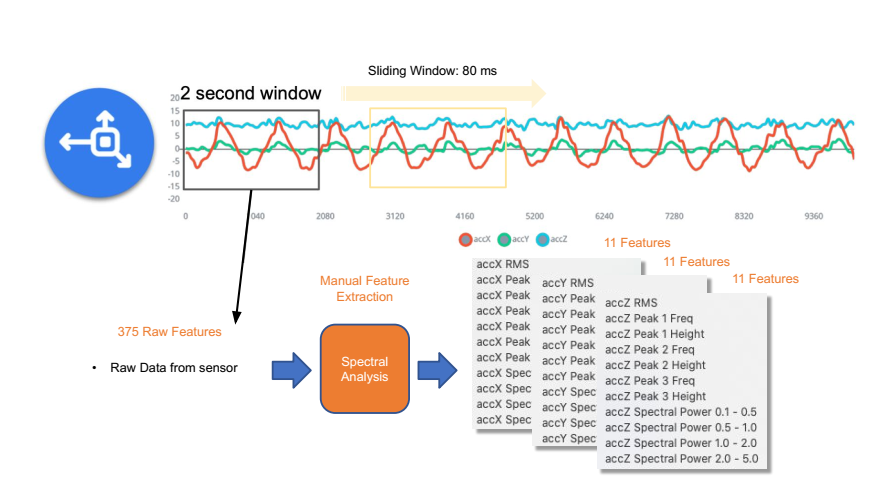 Sliding Window: 80 ms
2 second window
20
15
10
5
0
-5
-10
-15
-20
0 040 2080 3120 4160 5200 6240 7280 8320 9360
accX accY accZ
11 Features
11 Features
11 Features
Manual Feature
Extraction
375 Raw Features
• Raw Data from sensor
Spectral
Analysis
accX RMS
accX Peak
accX Peak
accX Peak
accX Peak
accX Peak
accX Peak
accX Spec
accX Spec
accX Spec
accX Spec
accY RMS
accY Peak
accY Peak
accY Peak
accY Peak
accY Peak
accY Peak
accY Spec
accY Spec
accY Spec
accY Spec
accZ RMS
accZ Peak 1 Freq
accZ Peak 1 Height
accZ Peak 2 Freq
accZ Peak 2 Height
accZ Peak 3 Freq
accZ Peak 3 Height
accZ Spectral Power 0.1 - 0.5
accZ Spectral Power 0.5 - 1.0
accZ Spectral Power 1.0 - 2.0
accZ Spectral Power 2.0 - 5.0